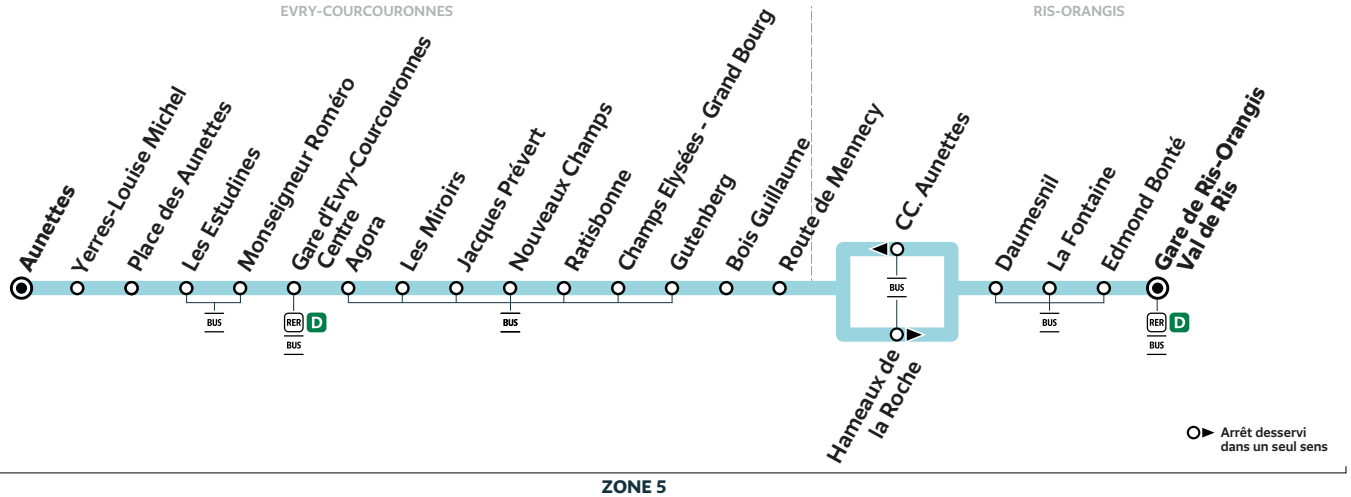 EVRY-COURCOURONNES
RIS-ORANGIS
Aunettes
Yerres-Louise Michel
Place des Aunettes
Les Estudines
Monseigneur Roméro
Gare d'Evry-Courcouronnes
Centre
Agora
Les Miroirs
Jacques Prévert
Nouveaux Champs
Ratisbonne
Champs Elysées - Grand Bourg
Gutenberg
Bois Guillaume
Route de Mennecy
CC. Aunettes
Hameaux de
la Roche
Daumesnil
La Fontaine
Edmond Bonté
Gare de Ris-Orangis
Val de Ris
BUS
RER D
BUS
BUS
BUS
BUS
RER D
BUS
Arrêt desservi
dans un seul sens
ZONE 5